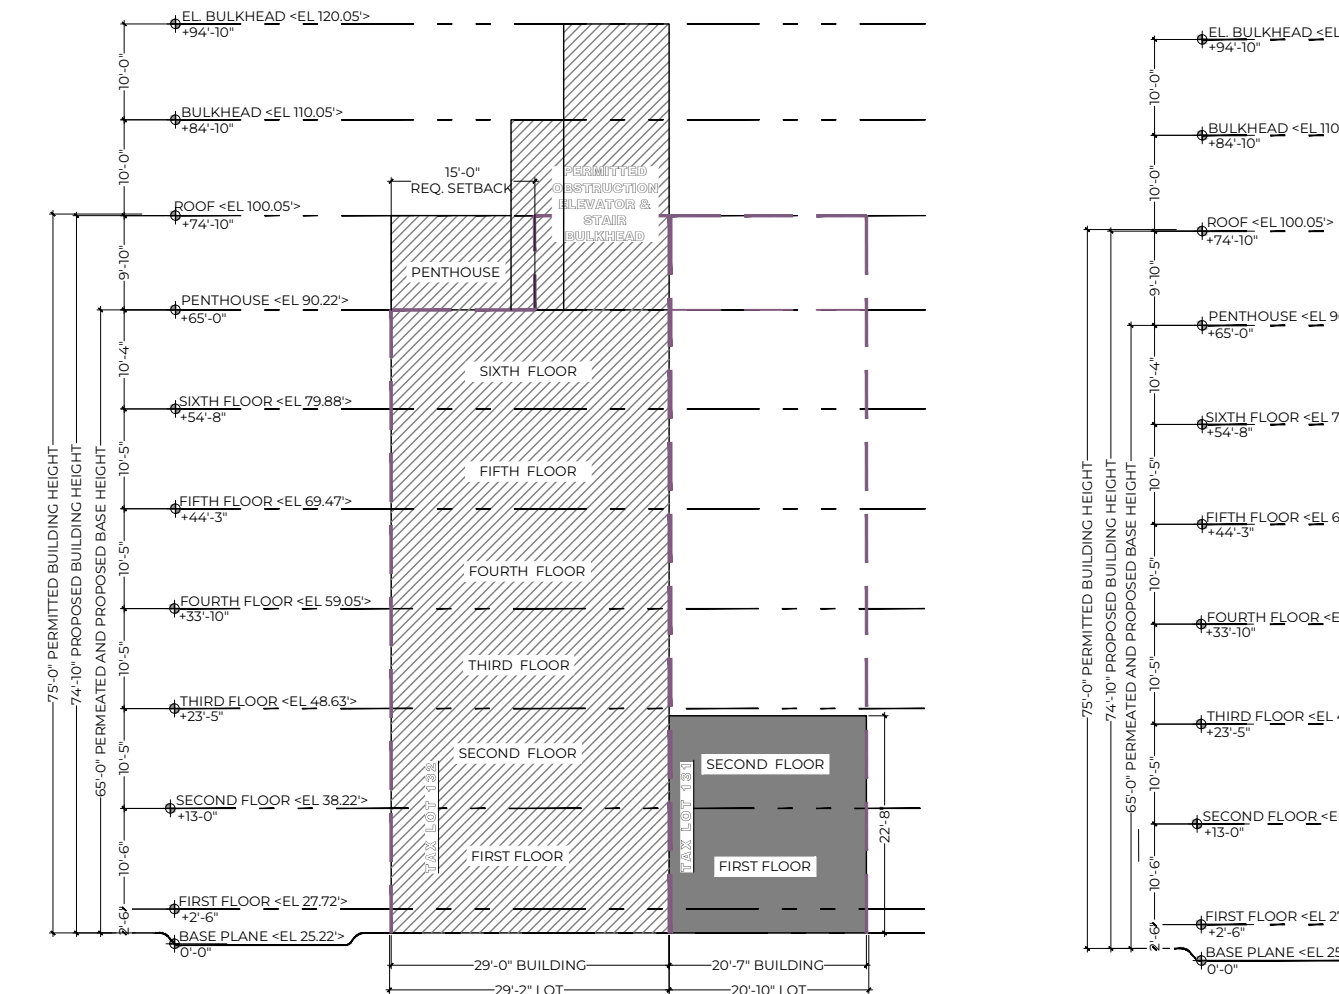 EL. BULKHEAD <EL 120.05'>
+94'-10"
10'-0"
BULKHEAD <EL 110.05'>
+84'-10"
10'-0"
15'-0"
REQ. SETBACK
PERMITTED
OBSTRUCTION
ELEVATOR &
STAIR
BULKHEAD
ROOF <EL 100.05'>
+74'-10"
9'-10"
PENTHOUSE
PENTHOUSE <EL 90.22'>
+65'-0"
10'-4"
SIXTH FLOOR
SIXTH FLOOR <EL 79.88'>
+54'-8"
10'-5"
FIFTH FLOOR
FIFTH FLOOR <EL 69.47'>
+44'-3"
10'-5"
FOURTH FLOOR
FOURTH FLOOR <EL 59.05'>
+33'-10"
10'-5"
THIRD FLOOR
THIRD FLOOR <EL 48.63'>
+23'-5"
10'-5"
SECOND FLOOR
SECOND FLOOR
SECOND FLOOR <EL 38.22'>
+13-0"
10'-6"
FIRST FLOOR
FIRST FLOOR
FIRST FLOOR <EL 27.72'>
+2'-6"
2'-6"
BASE PLANE <EL 25.22'>
0'-0"
75'-0" PERMITTED BUILDING HEIGHT
74'-10" PROPOSED BUILDING HEIGHT
65'-0" PERMEATED AND PROPOSED BASE HEIGHT
TAX LOT 132
TAX LOT 131
22'-8"
29'-0" BUILDING
20'-7" BUILDING
29'-2" LOT
20'-10" LOT
EL. BULKHEAD <EL
+94'-10"
10'-0"
BULKHEAD <EL 110
+84'-10"
10'-0"
ROOF <EL 100.05'>
+74'-10"
9'-10"
PENTHOUSE <EL 9
+65'-0"
10'-4"
SIXTH FLOOR <EL 7
+54'-8"
10'-5"
FIFTH FLOOR <EL 6
+44'-3"
10'-5"
FOURTH FLOOR <E
+33'-10"
10'-5"
THIRD FLOOR <EL 4
+23'-5"
10'-5"
SECOND FLOOR <E
+13-0"
10'-6"
FIRST FLOOR <EL 2
+2'-6"
2'-6"
BASE PLANE <EL 25
0'-0"
75'-0" PERMITTED BUILDING HEIGHT
74'-10" PROPOSED BUILDING HEIGHT
65'-0" PERMEATED AND PROPOSED BASE HEIGHT